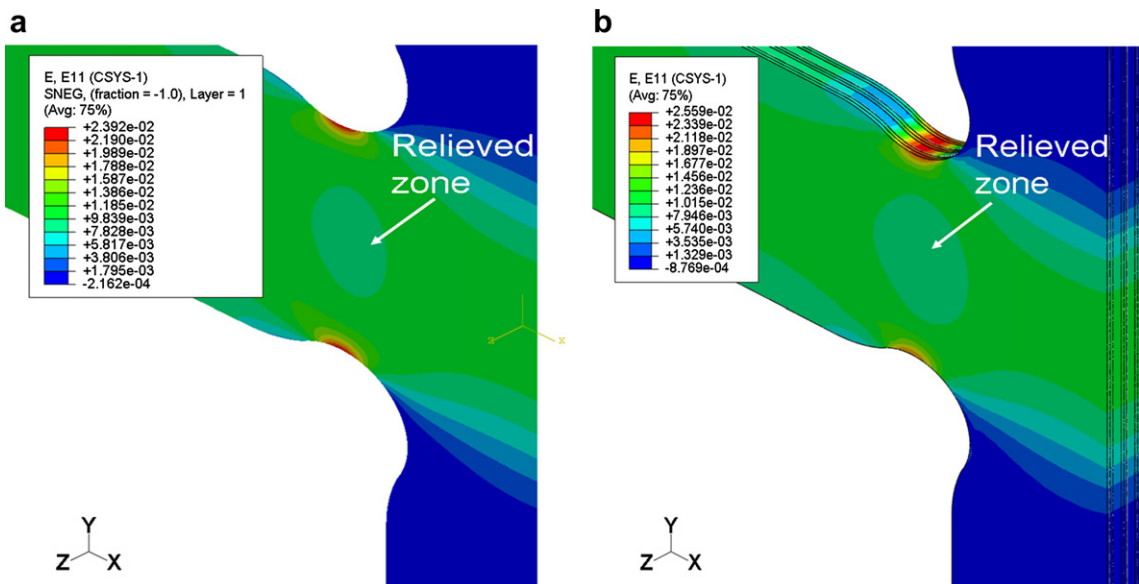 a
E, E11 (CSYS-1)
SNEG, (fraction = -1.0), Layer = 1
(Avg: 75%)
+2.392e-02
+2.190e-02
+1.989e-02
+1.788e-02
+1.587e-02
+1.386e-02
+1.185e-02
+9.839e-03
+7.828e-03
+5.817e-03
+3.806e-03
+1.795e-03
-2.162e-04
Relieved
zone
Z
X
Y
Z
X
b
E, E11 (CSYS-1)
(Avg: 75%)
+2.559e-02
+2.339e-02
+2.118e-02
+1.897e-02
+1.677e-02
+1.456e-02
+1.236e-02
+1.015e-02
+7.946e-03
+5.740e-03
+3.535e-03
+1.329e-03
-8.769e-04
Relieved
zone
Y
Z
X